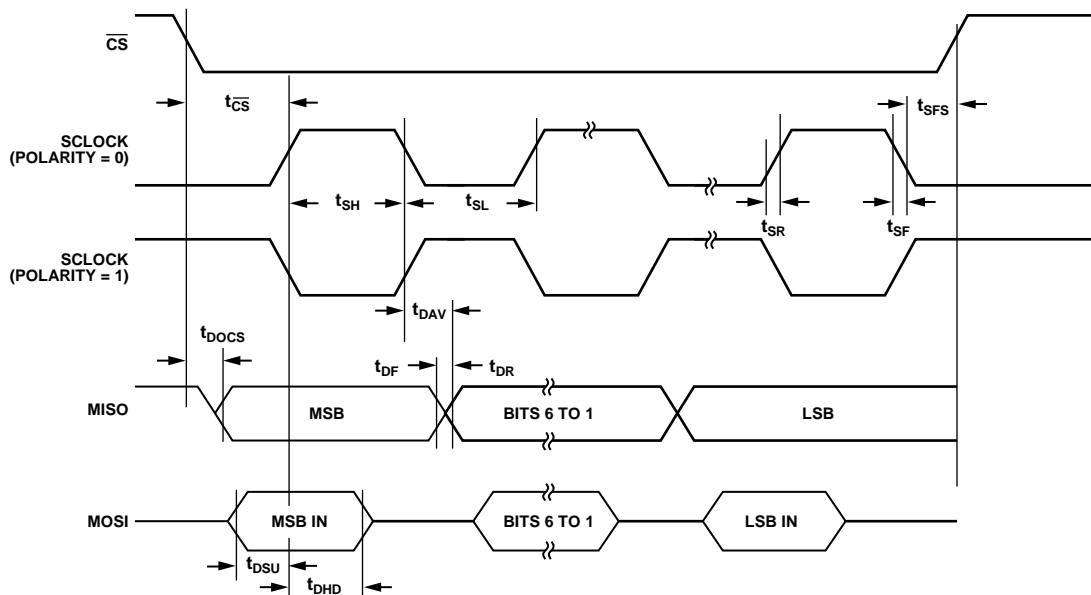 CS
tCS
tSFS
SCLOCK
(POLARITY = 0)
tSH
tSL
tSR
tSF
SCLOCK
(POLARITY = 1)
tDAV
tDOCS
tDF
tDR
MISO
MSB
BITS 6 TO 1
LSB
MOSI
MSB IN
BITS 6 TO 1
LSB IN
tDSU
tDHD